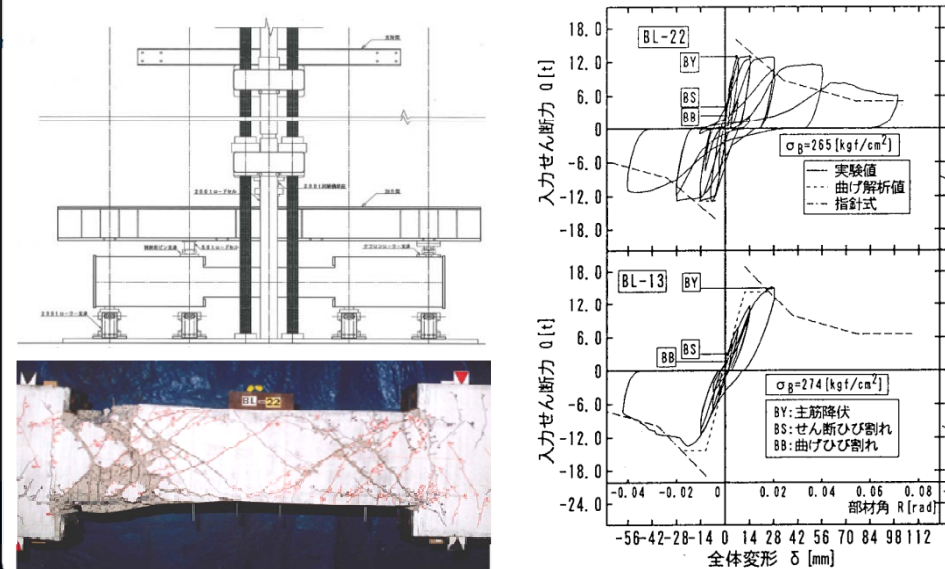 支持梁
加力梁
BL-22
18.0
12.0
6.0
0
-6.0
-12.0
-18.0
入力せん断力 Q [t]
BL-22
BY
BS
BB
σB=265 [kgf/cm²]
実験値
曲げ解析値
指針式
18.0
12.0
6.0
0
-6.0
-12.0
-18.0
-24.0
入力せん断力 Q [t]
BL-13
BY
BS
BB
σB=274 [kgf/cm²]
BY:主筋降伏
BS:せん断ひび割れ
BB:曲げひび割れ
-0.04 -0.02 0 0.02 0.04 0.06 0.08
部材角 R [rad]
-56 -42 -28 -14 0 14 28 42 56 70 84 98 112
全体変形 δ [mm]